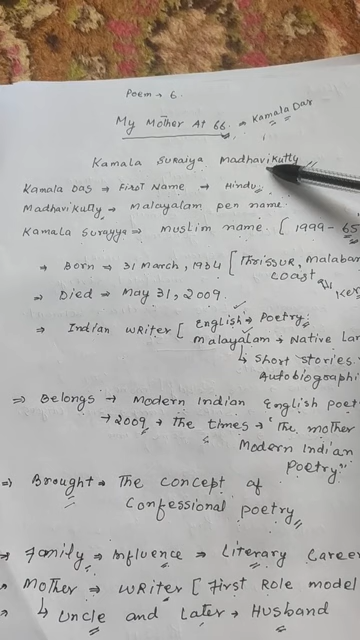 Poem → 6.
My Mother At 66 → Kamala Das
Kamala Suraiya Madhavikutty
Kamala Das ⇒ First Name → Hindu
Madhavikutty → Malayalam pen name.
Kamala Surayya ⇒ Muslim name. [1999 - 65
⇒ Born ⇒ 31 March, 1934 [Thrissur, Malabar
Coast
⇒ Died ⇒ May 31, 2009.
⇒ Indian Writer [English → Poetry.
Malayalam → Native Lan
↳ Short stories.
Autobiographi
⇒ Belongs → Modern Indian English poet
→ 2009 → The Times → "The mother
Modern Indian
Poetry"
⇒ Brought → The concept of
Confessional poetry
→ Family → Influence ⇒ Literary Career
→ Mother ⇒ Writer [First Role model
↳ Uncle and Later → Husband